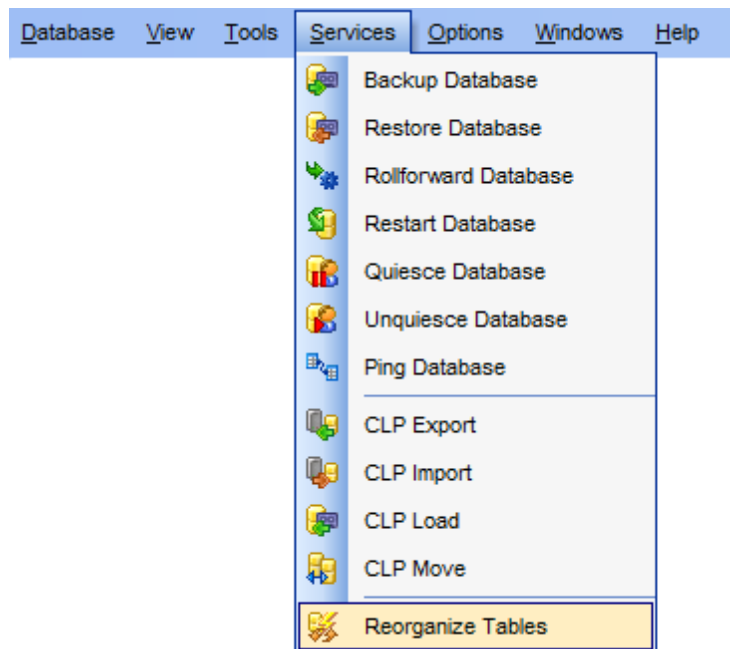 Database View Tools Services Options Windows Help
Backup Database
Restore Database
Rollforward Database
Restart Database
Quiesce Database
Unquiesce Database
Ping Database
CLP Export
CLP Import
CLP Load
CLP Move
Reorganize Tables